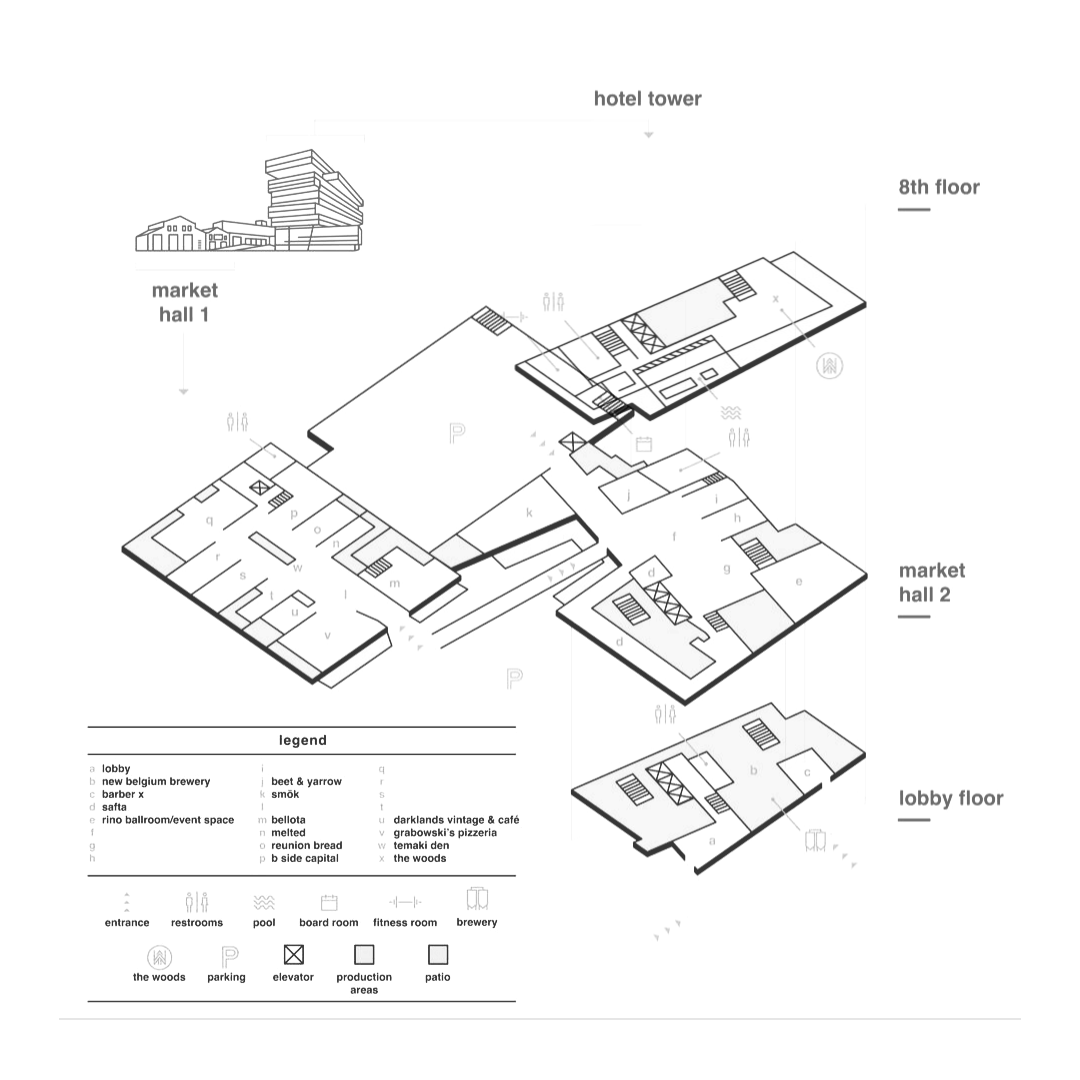 hotel tower
8th floor
market
hall 1
x
P
q
p
o
n
r
s
w
t
u
l
m
v
k
j
i
h
f
g
d
e
d
market
hall 2
P
b
c
a
lobby floor
legend
a lobby
b new belgium brewery
c barber x
d safta
e rino ballroom/event space
f
g
h
i
j beet & yarrow
k smōk
l
m bellota
n melted
o reunion bread
p b side capital
q
r
s
t
u darklands vintage & café
v grabowski's pizzeria
w temaki den
x the woods
entrance
restrooms
pool
board room
fitness room
brewery
P
the woods
parking
elevator
production
areas
patio